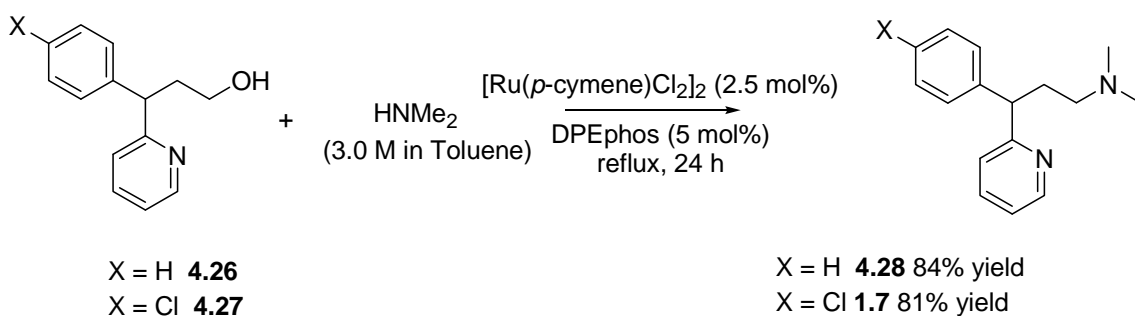 X
OH
N
+
HNMe2
(3.0 M in Toluene)
[Ru(p-cymene)Cl2]2 (2.5 mol%)
DPEphos (5 mol%)
reflux, 24 h
X
N
N
X = H 4.26
X = Cl 4.27
X = H 4.28 84% yield
X = Cl 1.7 81% yield